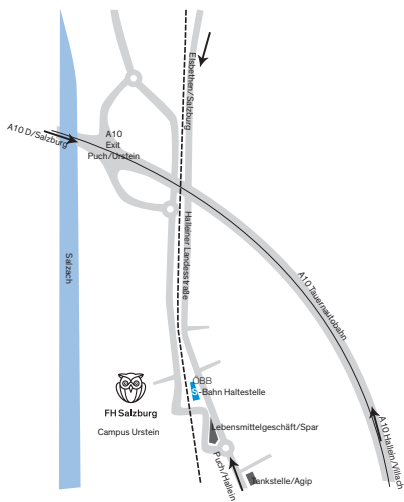 Elsbethen/Salzburg
A10 D/Salzburg
A10
Exit
Puch/Urstein
Salzach
Halleiner Landesstraße
A10 Tauernautobahn
ÖBB
S-Bahn Haltestelle
FH Salzburg
Campus Urstein
Lebensmittelgeschäft/Spar
A10 Hallein/Villach
Puch/Hallein
Tankstelle/Agip